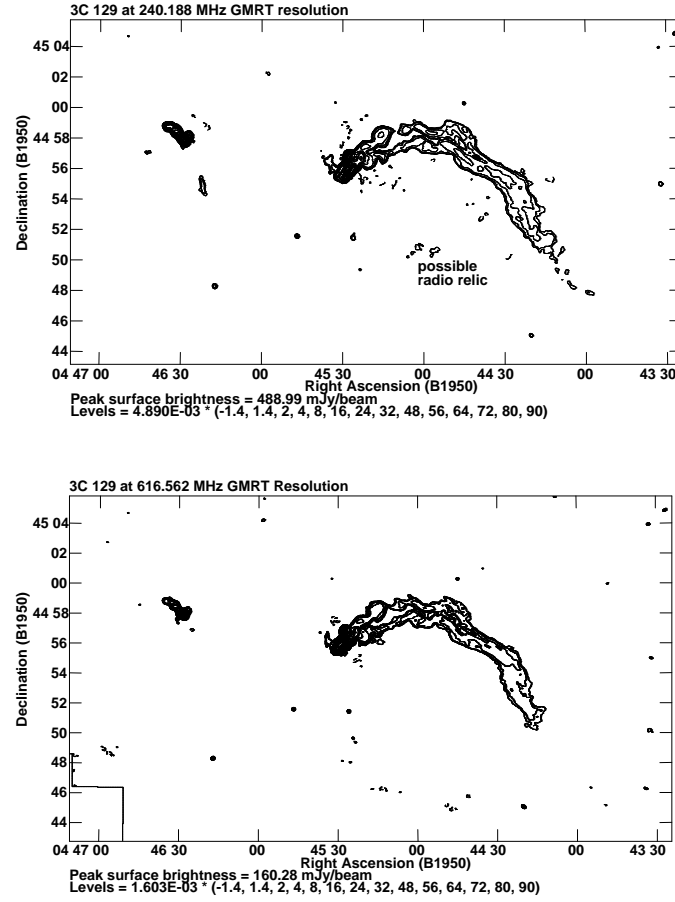 3C 129 at 240.188 MHz GMRT resolution
45 04
02
00
44 58
56
54
52
50
48
46
44
Declination (B1950)
possible
radio relic
04 47 00
46 30
00
45 30
00
44 30
00
43 30
Right Ascension (B1950)
Peak surface brightness = 488.99 mJy/beam
Levels = 4.890E-03 * (-1.4, 1.4, 2, 4, 8, 16, 24, 32, 48, 56, 64, 72, 80, 90)
3C 129 at 616.562 MHz GMRT Resolution
45 04
02
00
44 58
56
54
52
50
48
46
44
Declination (B1950)
04 47 00
46 30
00
45 30
00
44 30
00
43 30
Right Ascension (B1950)
Peak surface brightness = 160.28 mJy/beam
Levels = 1.603E-03 * (-1.4, 1.4, 2, 4, 8, 16, 24, 32, 48, 56, 64, 72, 80, 90)